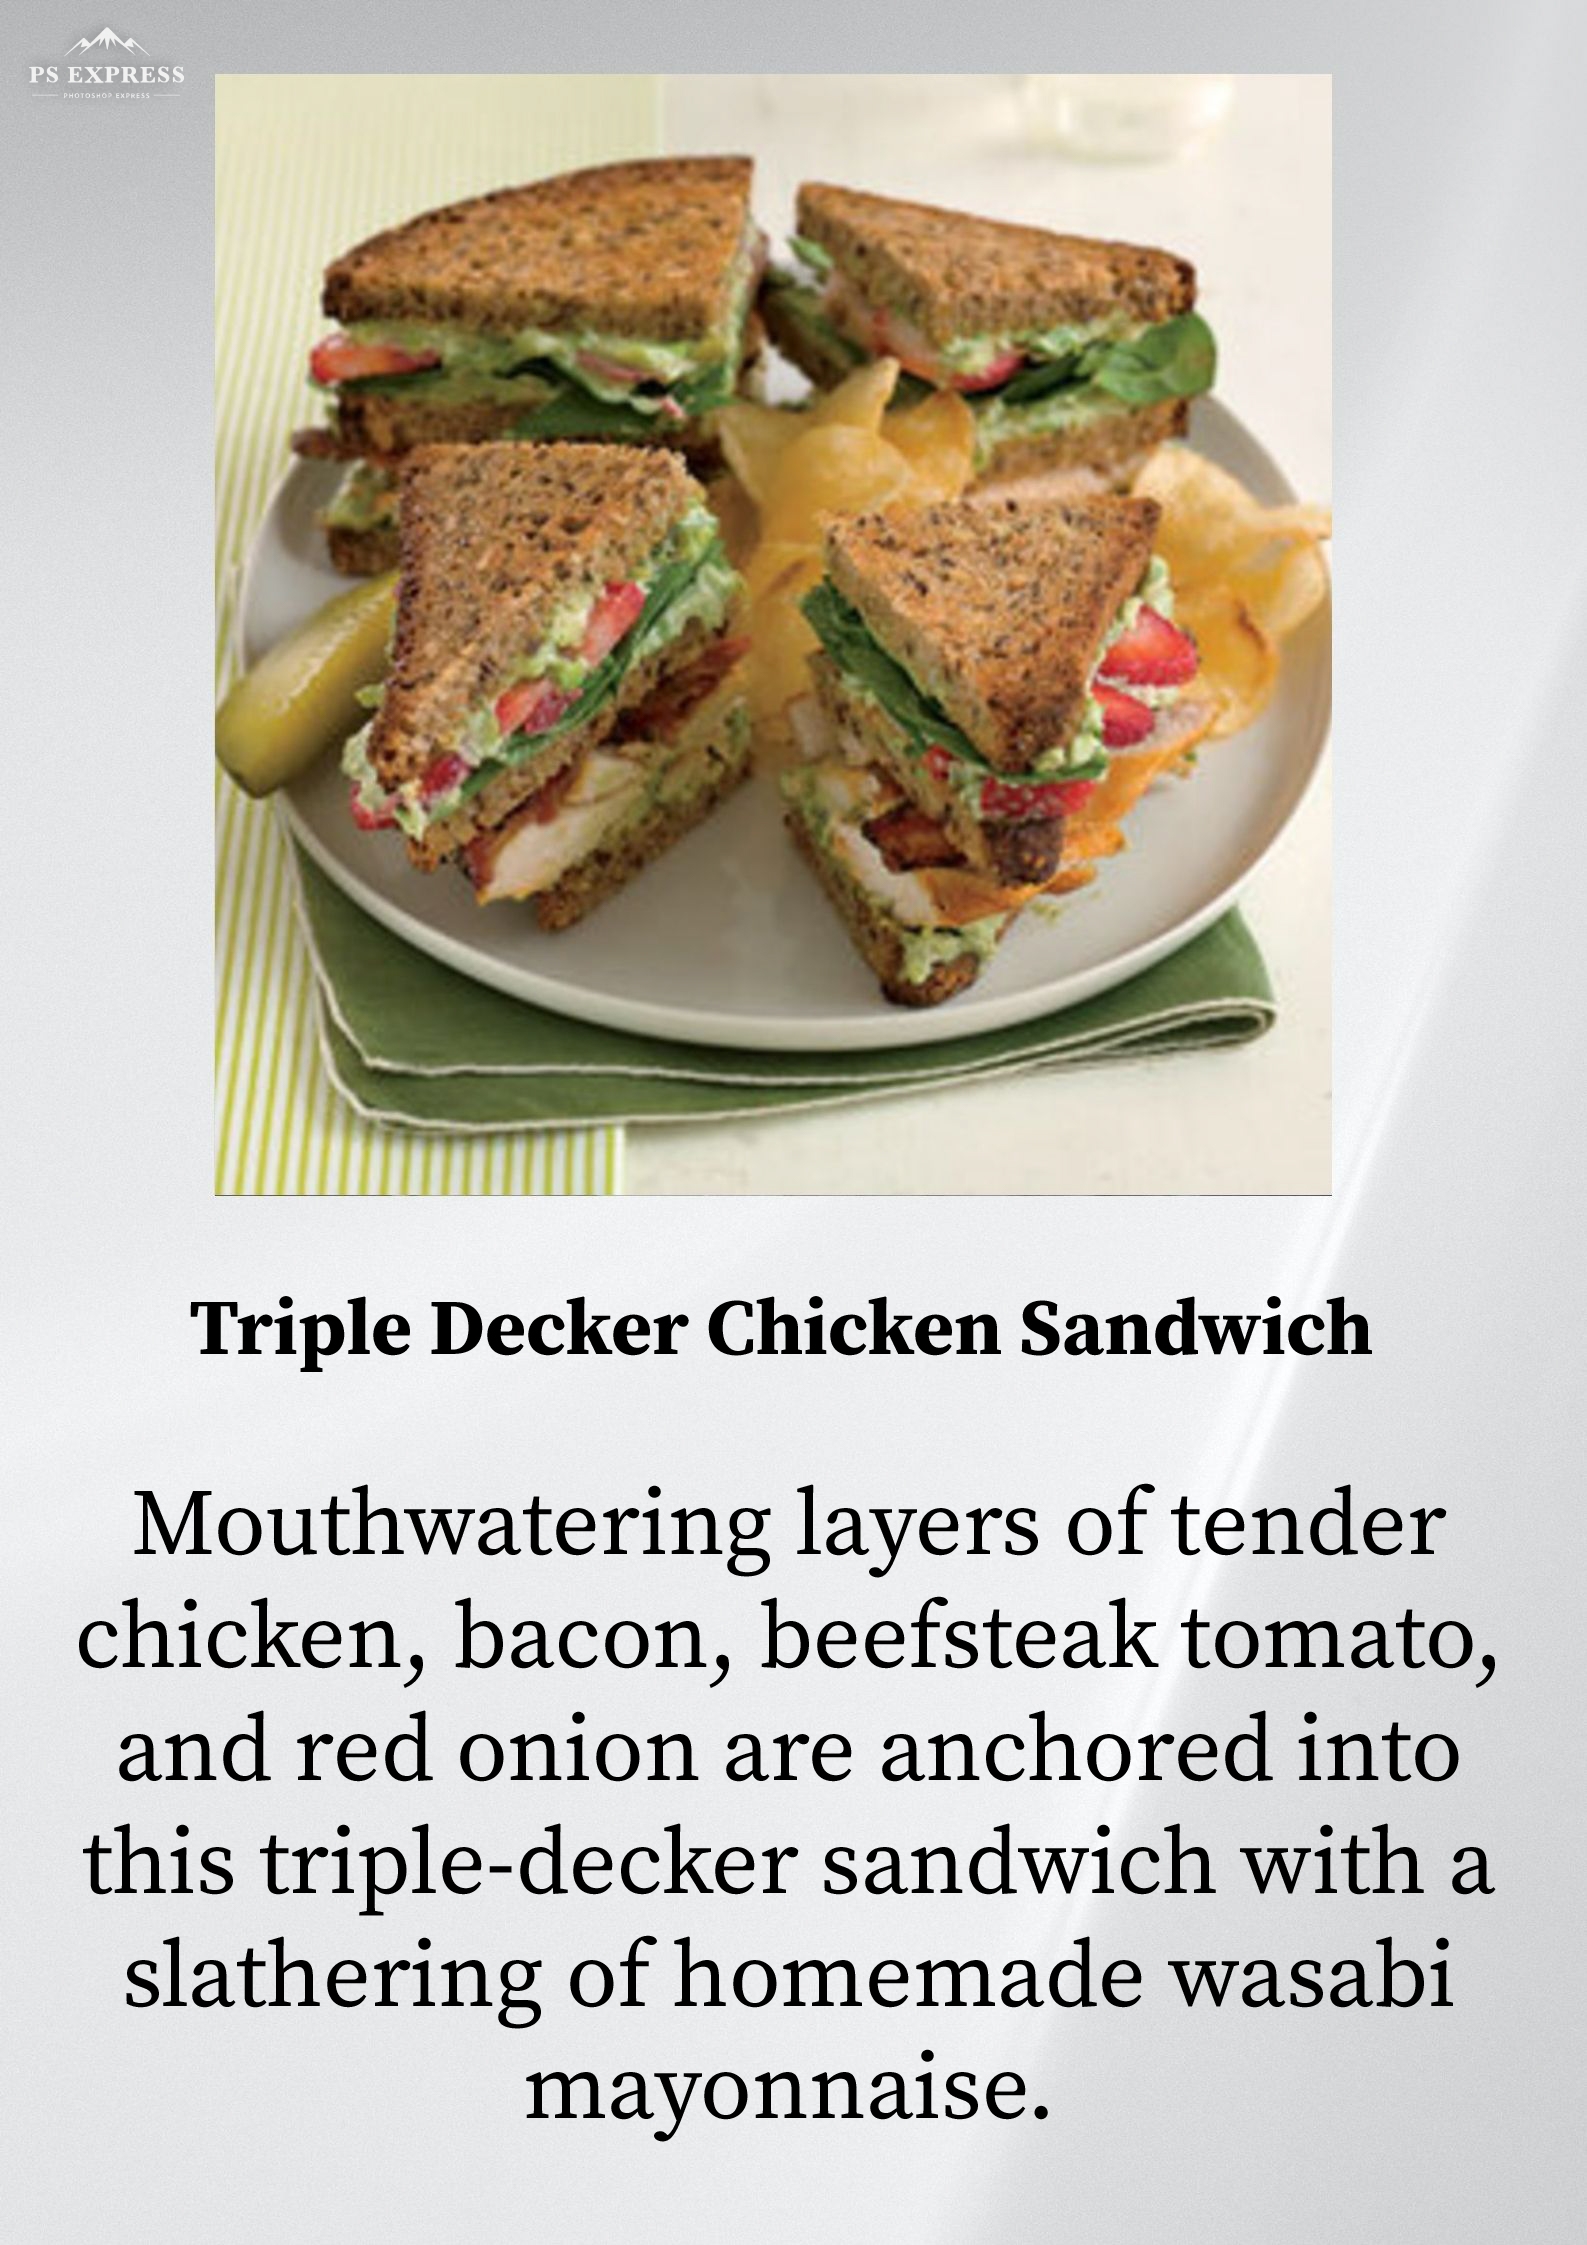 PS EXPRESS
PHOTOSHOP EXPRESS
Triple Decker Chicken Sandwich
Mouthwatering layers of tender
chicken, bacon, beefsteak tomato,
and red onion are anchored into
this triple-decker sandwich with a
slathering of homemade wasabi
mayonnaise.